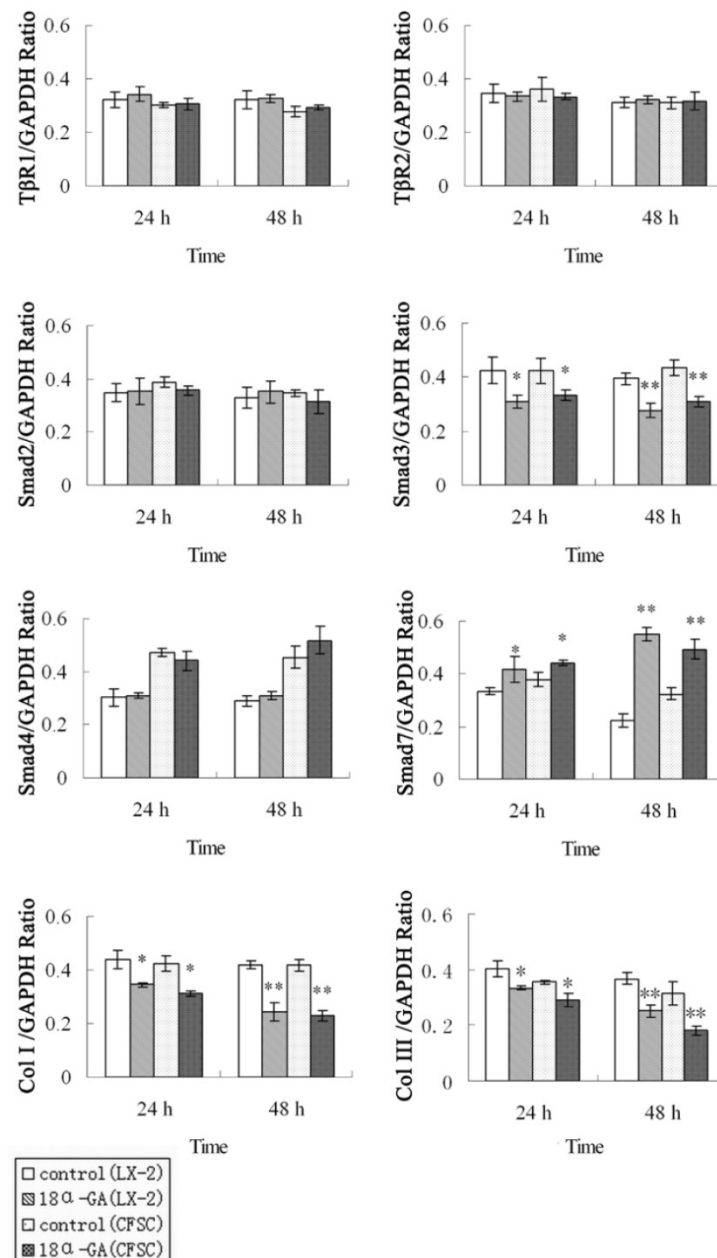 TβR1/GAPDH Ratio
0.6
0.4
0.2
0
24 h
48 h
Time
TβR2/GAPDH Ratio
0.6
0.4
0.2
0
24 h
48 h
Time
Smad2/GAPDH Ratio
0.6
0.4
0.2
0
24 h
48 h
Time
Smad3/GAPDH Ratio
0.6
0.4
0.2
0
*
*
**
**
24 h
48 h
Time
Smad4/GAPDH Ratio
0.6
0.4
0.2
0
24 h
48 h
Time
Smad7/GAPDH Ratio
0.6
0.4
0.2
0
*
*
**
**
24 h
48 h
Time
Col I /GAPDH Ratio
0.6
0.4
0.2
0
*
*
**
**
24 h
48 h
Time
Col III /GAPDH Ratio
0. 6
0.4
0.2
0
*
*
**
**
24 h
48 h
Time
control(LX-2)
18α-GA(LX-2)
control(CFSC)
18α-GA(CFSC)